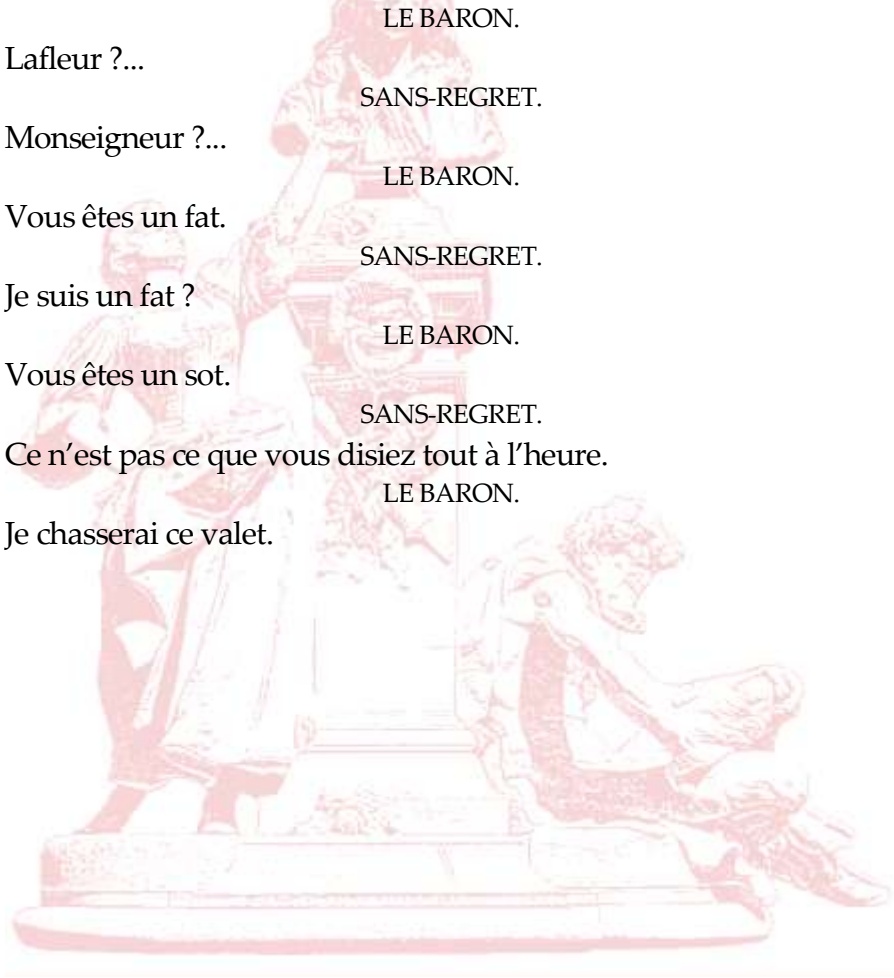 LE BARON.
Lafleur ?...
SANS-REGRET.
Monseigneur ?...
LE BARON.
Vous êtes un fat.
SANS-REGRET.
Je suis un fat ?
LE BARON.
Vous êtes un sot.
SANS-REGRET.
Ce n’est pas ce que vous disiez tout à l’heure.
LE BARON.
Je chasserai ce valet.